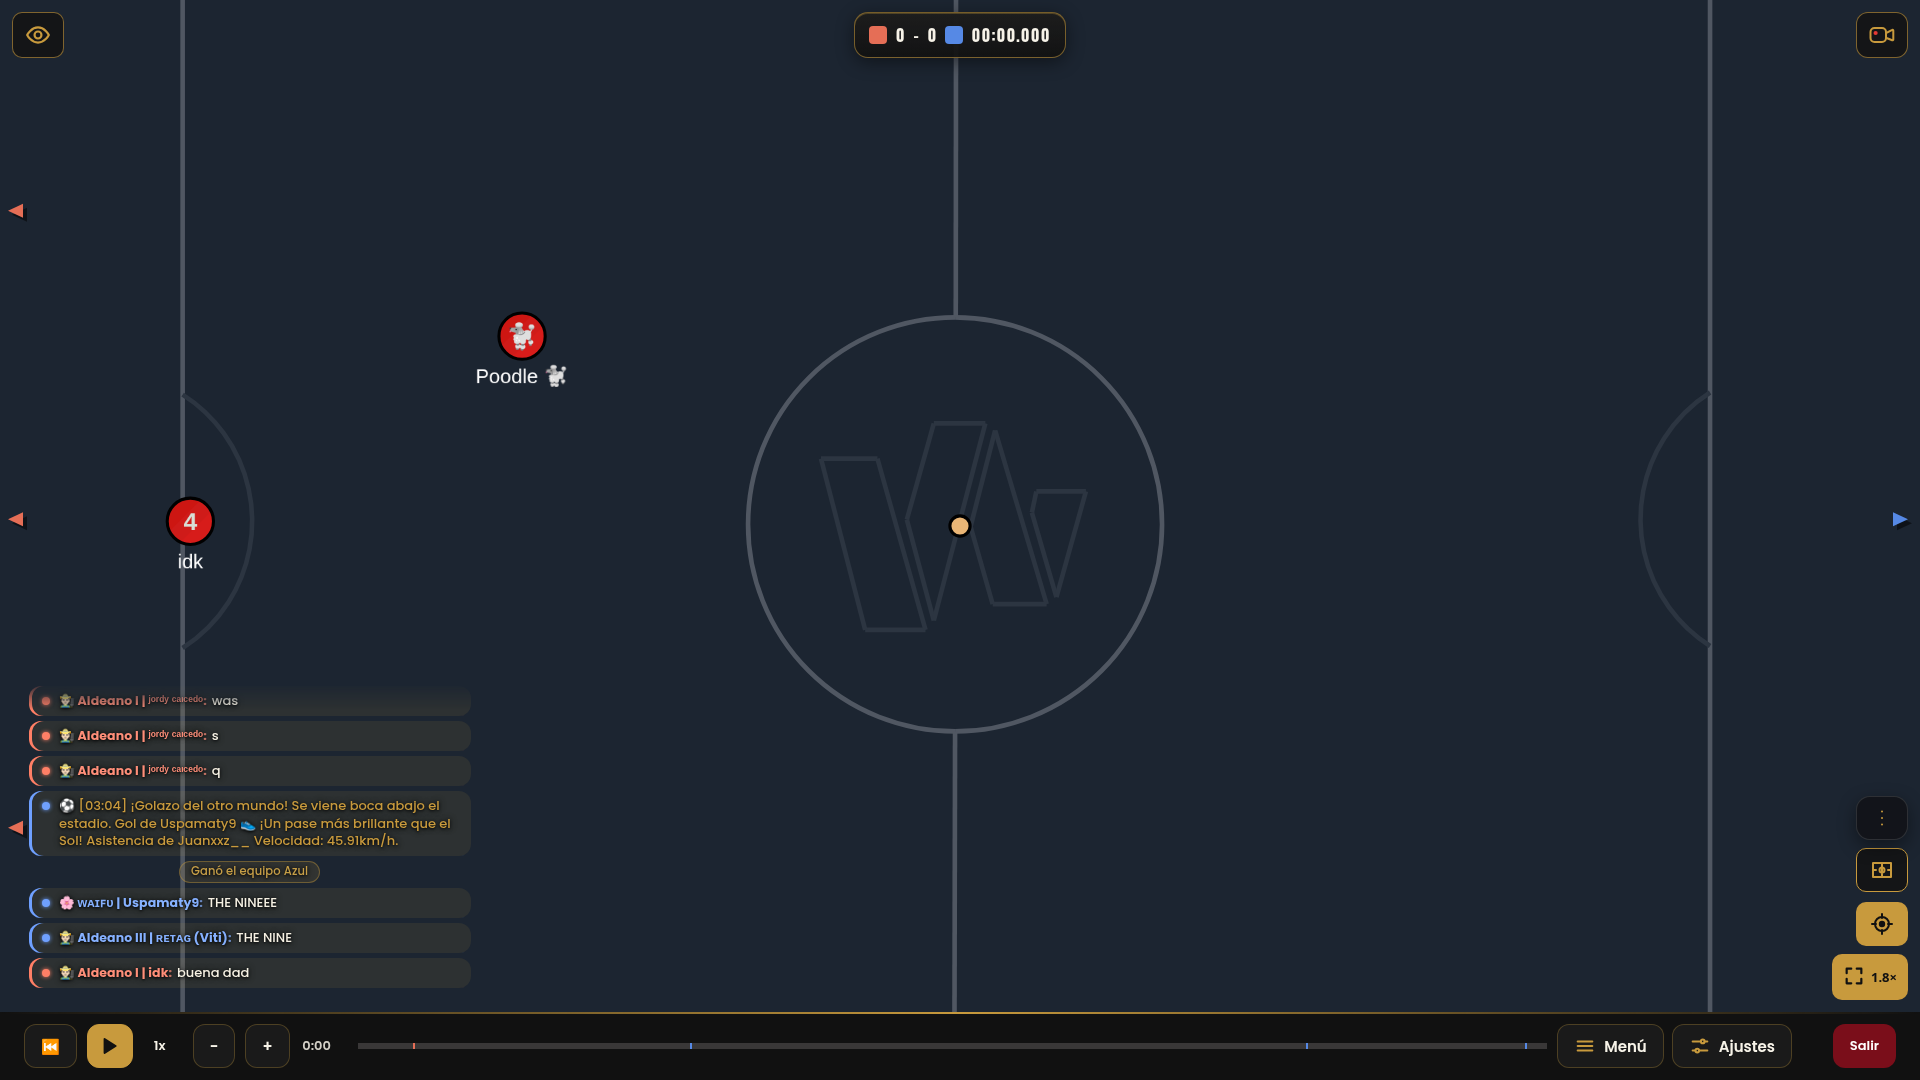 0 - 0 00:00.000
Poodle 🐩
4
idk
👨🏻‍🌾 Aldeano I | ʲᵒʳᵈʸ ᶜᵃⁱᶜᵉᵈᵒ: was
👨🏻‍🌾 Aldeano I | ʲᵒʳᵈʸ ᶜᵃⁱᶜᵉᵈᵒ: s
👨🏻‍🌾 Aldeano I | ʲᵒʳᵈʸ ᶜᵃⁱᶜᵉᵈᵒ: q
⚽ [03:04] ¡Golazo del otro mundo! Se viene boca abajo el
estadio. Gol de Uspamaty9 👟 ¡Un pase más brillante que el
Sol! Asistencia de Juanxxz__ Velocidad: 45.91km/h.
Ganó el equipo Azul
🌸 ᴡᴀɪғᴜ | Uspamaty9: THE NINEEE
👨🏻‍🌾 Aldeano III | ʀᴇᴛᴀɢ (Viti): THE NINE
👨🏻‍🌾 Aldeano I | idk: buena dad
1.8×
1x
-
+
0:00
Menú
Ajustes
Salir